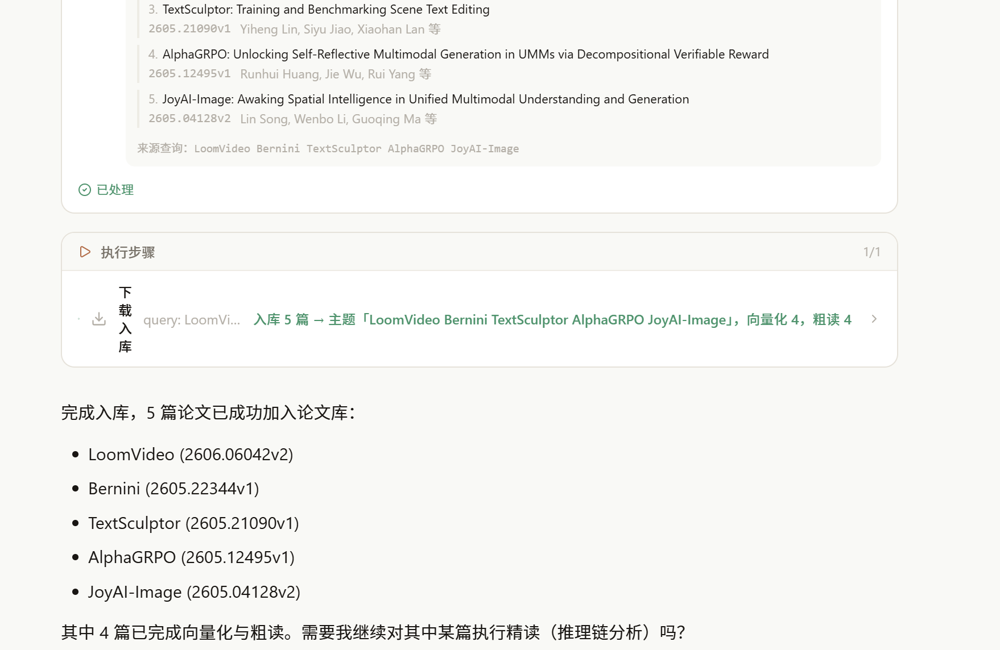 3. TextSculptor: Training and Benchmarking Scene Text Editing
2605.21090v1 Yiheng Lin, Siyu Jiao, Xiaohan Lan 等
4. AlphaGRPO: Unlocking Self-Reflective Multimodal Generation in UMMs via Decompositional Verifiable Reward
2605.12495v1 Runhui Huang, Jie Wu, Rui Yang 等
5. JoyAI-Image: Awaking Spatial Intelligence in Unified Multimodal Understanding and Generation
2605.04128v2 Lin Song, Wenbo Li, Guoqing Ma 等
来源查询：LoomVideo Bernini TextSculptor AlphaGRPO JoyAI-Image
已处理
执行步骤 1/1
下载入库 query: LoomVi... 入库 5 篇 → 主题「LoomVideo Bernini TextSculptor AlphaGRPO JoyAI-Image」，向量化 4，粗读 4
完成入库，5 篇论文已成功加入论文库：
• LoomVideo (2606.06042v2)
• Bernini (2605.22344v1)
• TextSculptor (2605.21090v1)
• AlphaGRPO (2605.12495v1)
• JoyAI-Image (2605.04128v2)
其中 4 篇已完成向量化与粗读。需要我继续对其中某篇执行精读（推理链分析）吗？